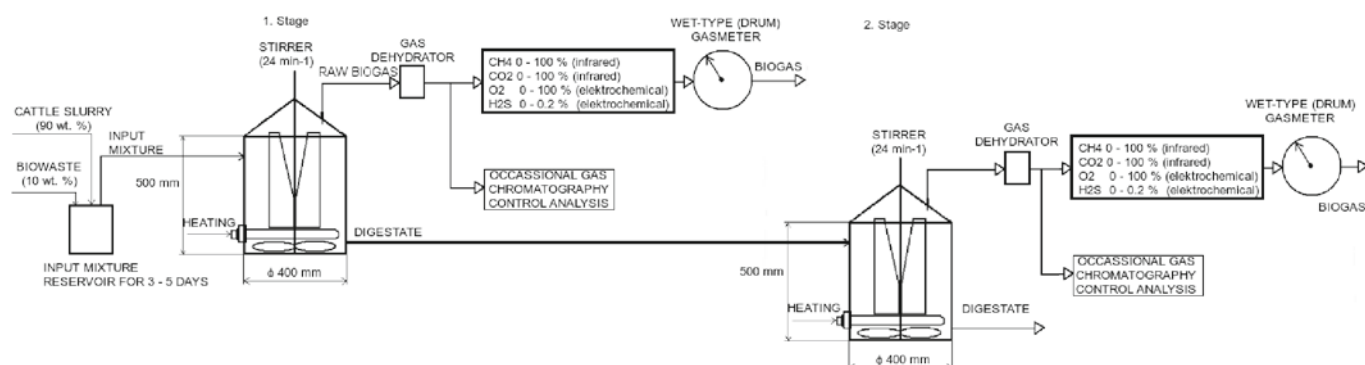 1. Stage
STIRRER
(24 min-1)
GAS
DEHYDRATOR
RAW BIOGAS
CH4 0 - 100 % (infrared)
CO2 0 - 100 % (infrared)
O2 0 - 100% (elektrochemical)
H2S 0 - 0.2 % (elektrochemical)
WET-TYPE (DRUM)
GASMETER
BIOGAS
CATTLE SLURRY
(90 wt. %)
INPUT
MIXTURE
BIOWASTE
(10 wt. %)
500 mm
HEATING
INPUT MIXTURE
RESERVOIR FOR 3 - 5 DAYS
ϕ 400 mm
DIGESTATE
OCCASSIONAL GAS
CHROMATOGRAPHY
CONTROL ANALYSIS
2. Stage
STIRRER
(24 min-1)
GAS
DEHYDRATOR
CH4 0 - 100 % (infrared)
CO2 0 - 100 % (infrared)
O2 0 - 100 % (elektrochemical)
H2S 0 - 0.2 % (elektrochemical)
WET-TYPE (DRUM)
GASMETER
BIOGAS
500 mm
HEATING
DIGESTATE
ϕ 400 mm
OCCASSIONAL GAS
CHROMATOGRAPHY
CONTROL ANALYSIS